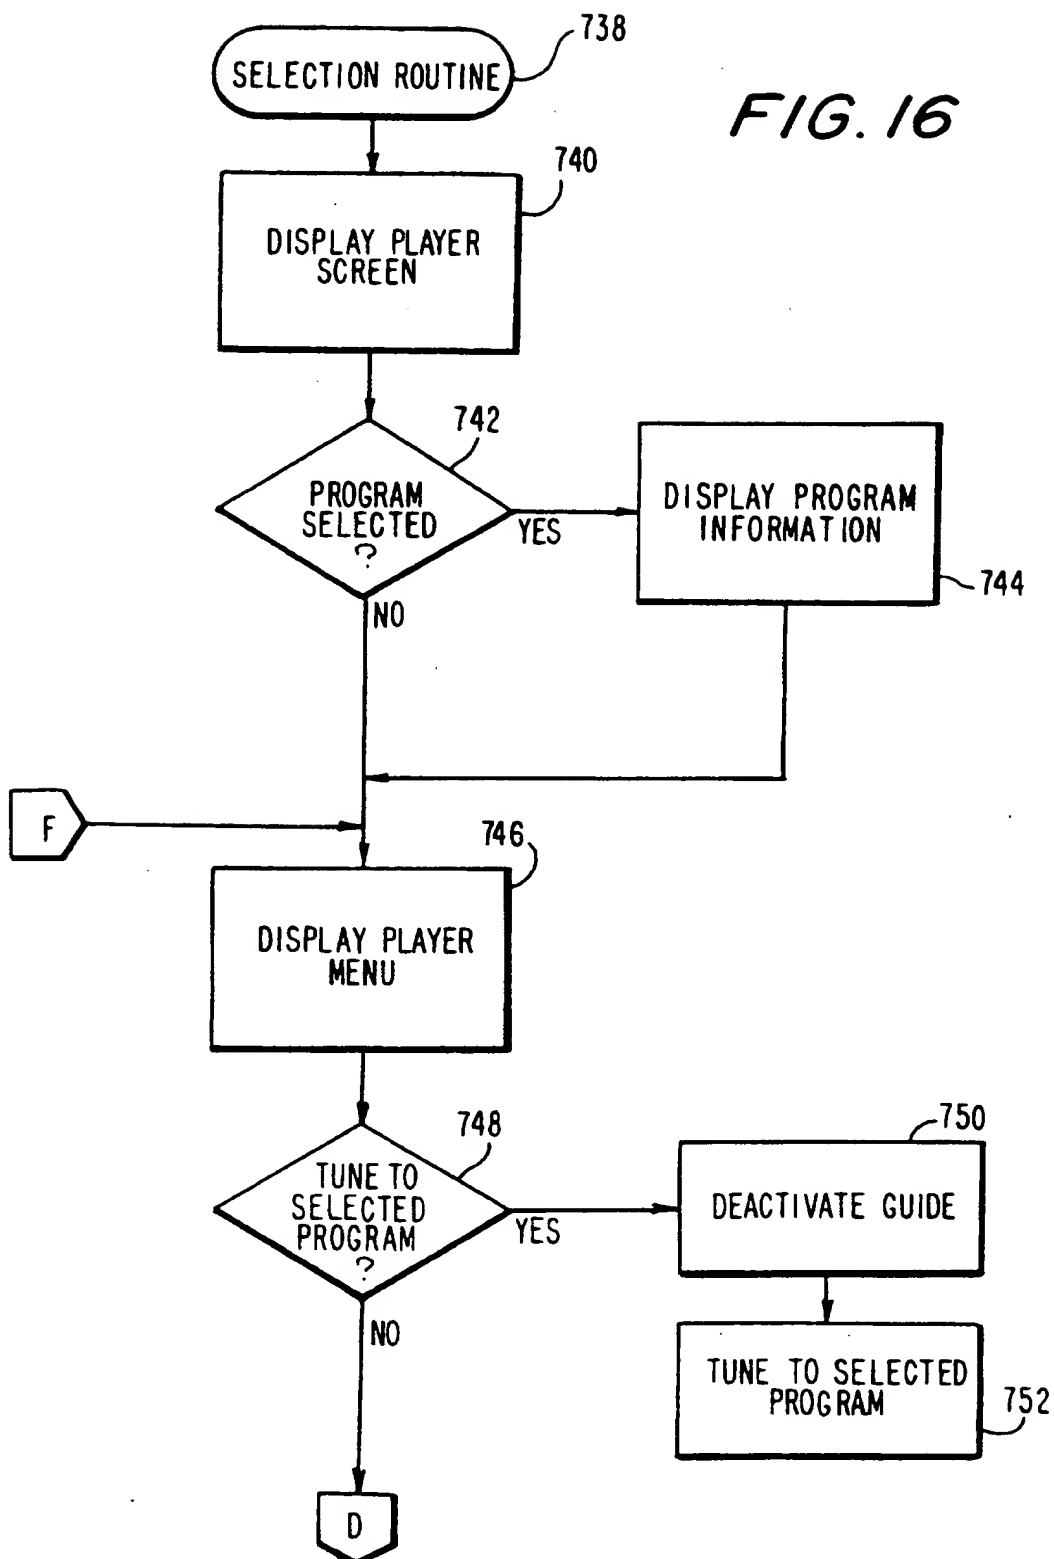 738
SELECTION ROUTINE
FIG. 16
740
DISPLAY PLAYER
SCREEN
742
PROGRAM
SELECTED
?
YES
NO
DISPLAY PROGRAM
INFORMATION
744
F
746
DISPLAY PLAYER
MENU
748
TUNE TO
SELECTED
PROGRAM
?
YES
NO
750
DEACTIVATE GUIDE
TUNE TO SELECTED
PROGRAM
752
D